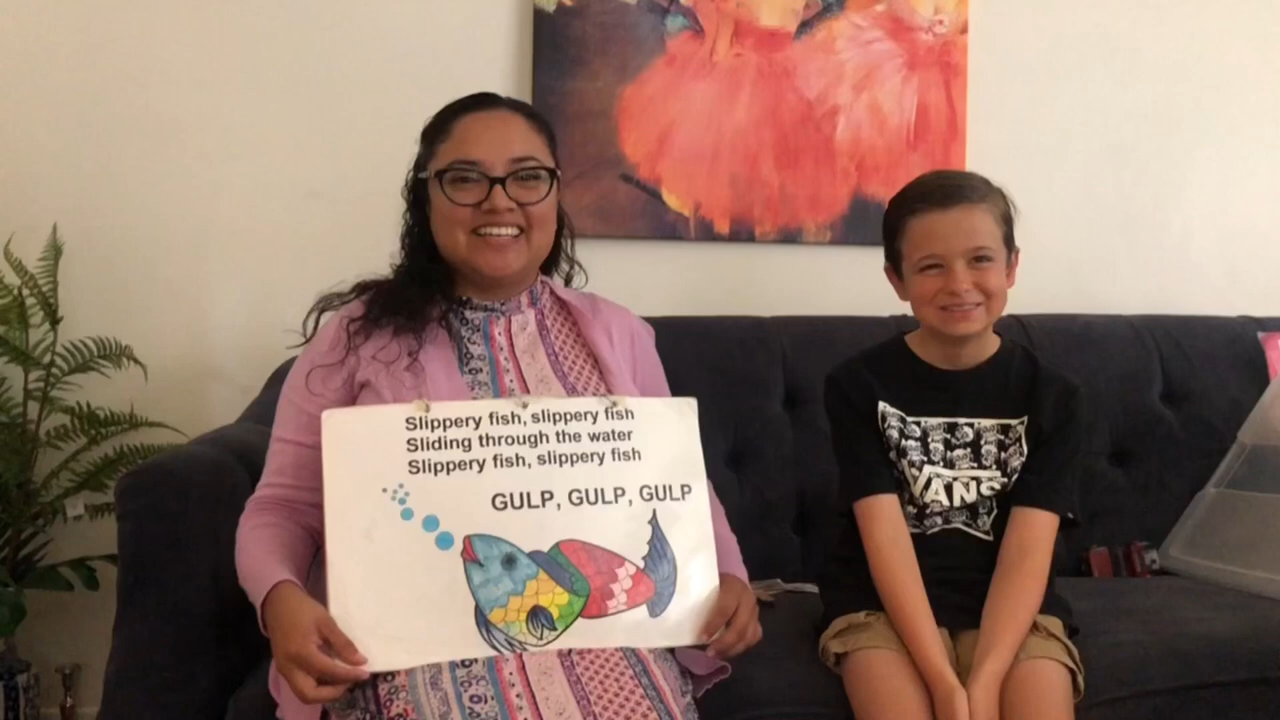 Slippery fish, slippery fish
Sliding through the water
Slippery fish, slippery fish
GULP, GULP, GULP
VANS